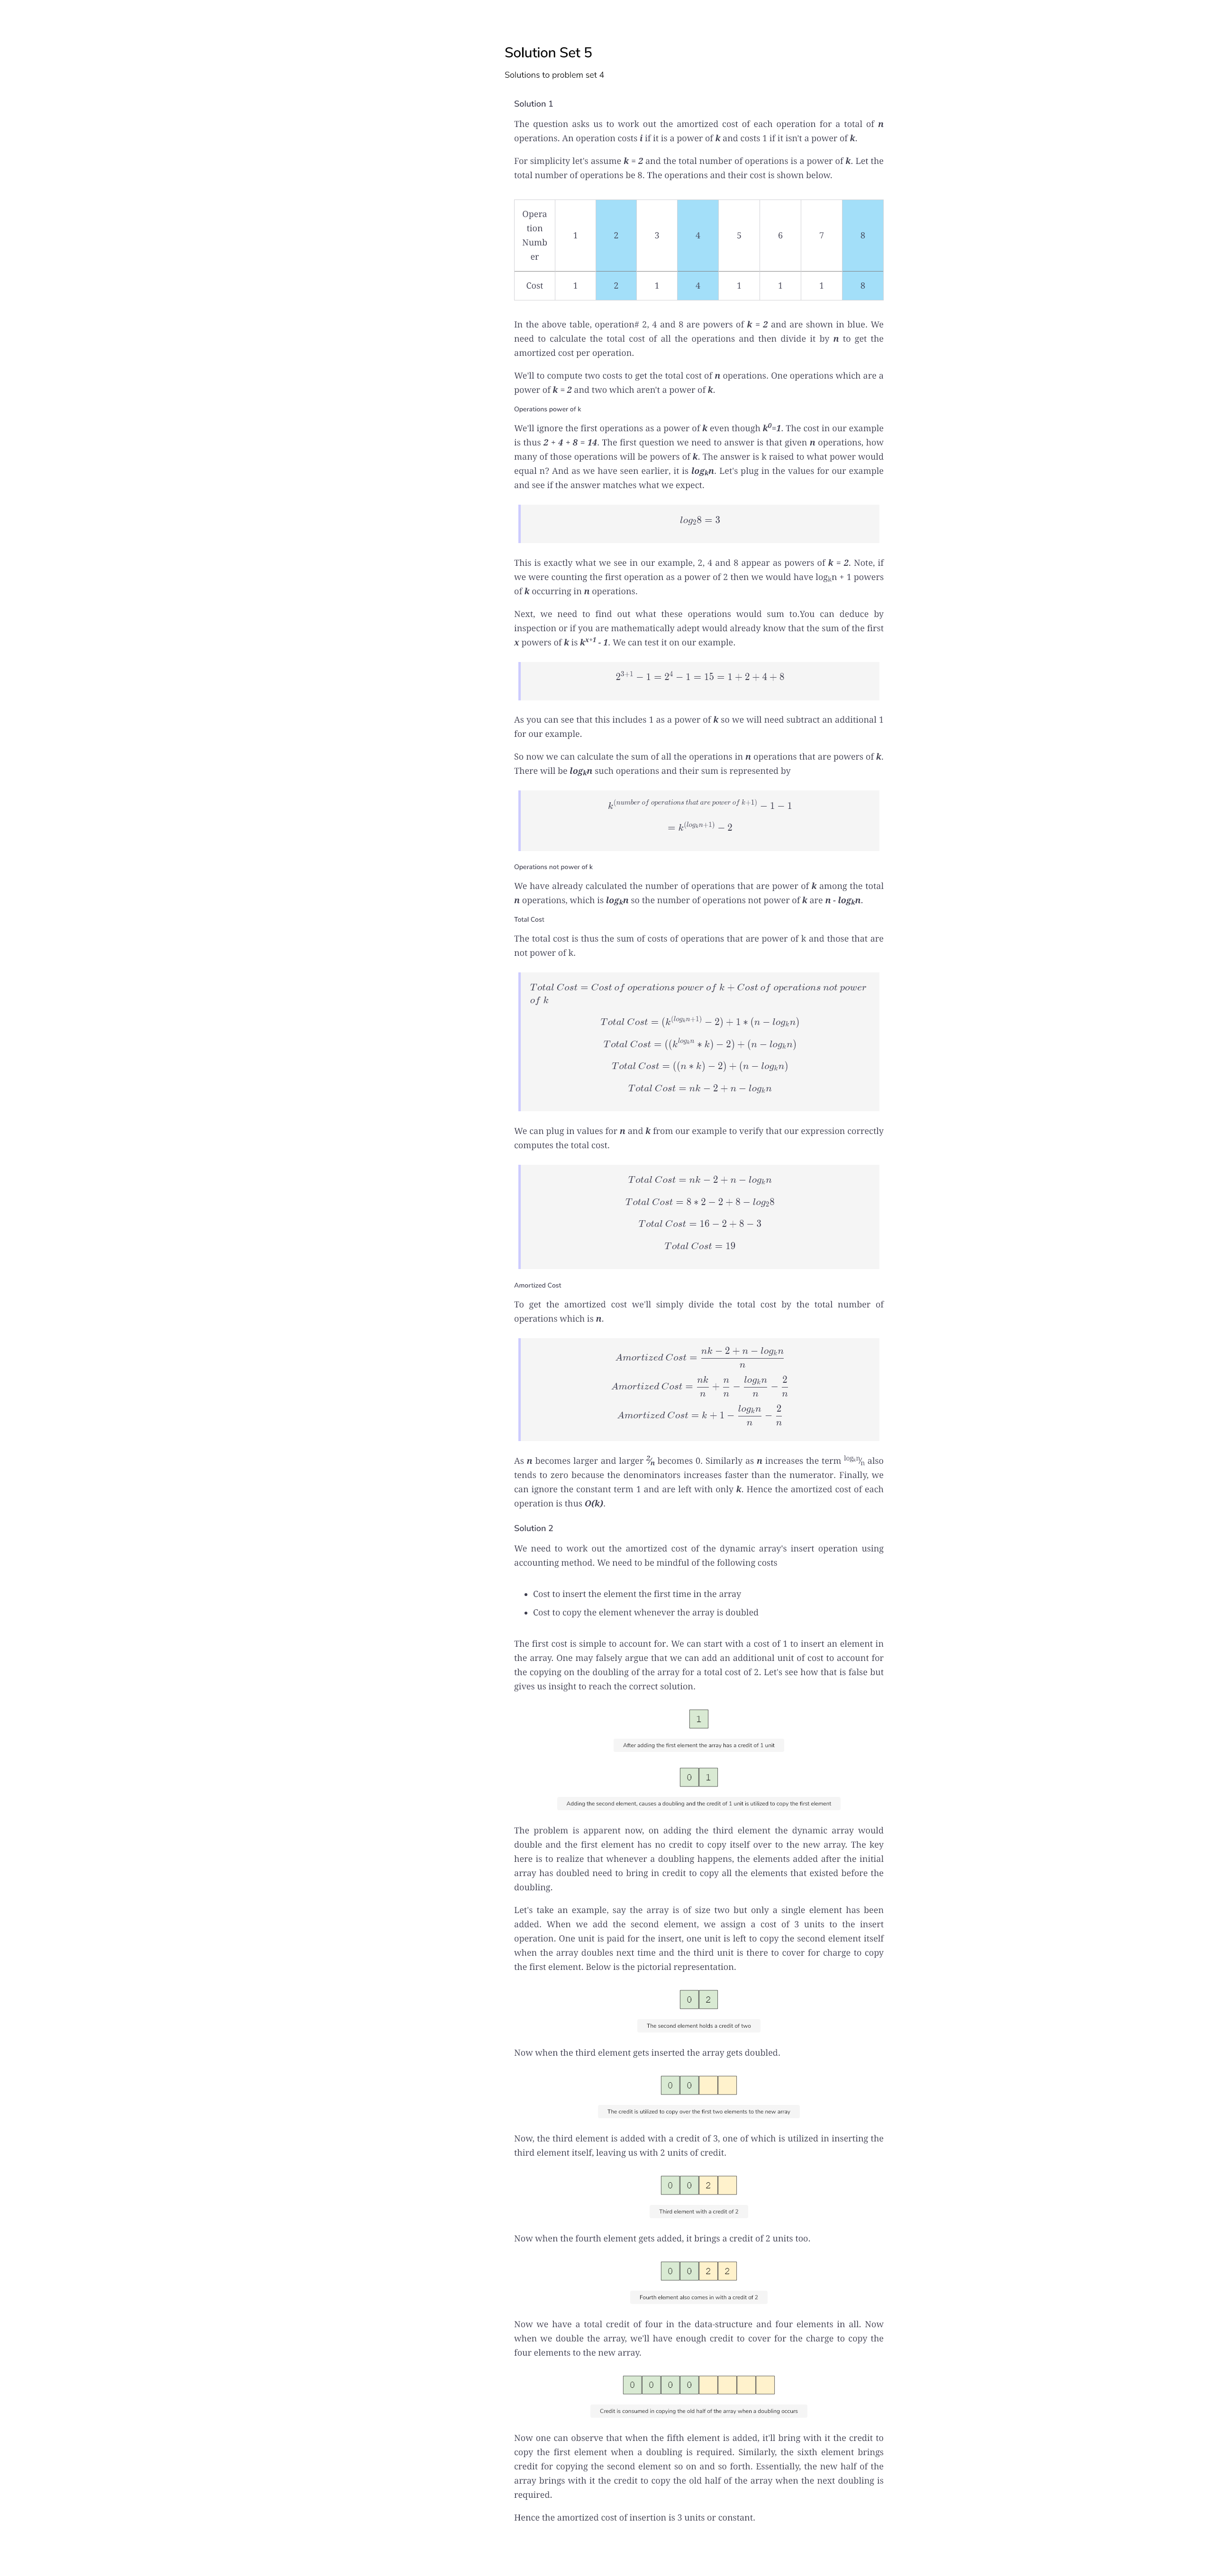 Solution Set 5
Solutions to problem set 4
Solution 1
The question asks us to work out the amortized cost of each operation for a total of n
operations. An operation costs i if it is a power of k and costs 1 if it isn't a power of k.
For simplicity let's assume k = 2 and the total number of operations is a power of k. Let the
total number of operations be 8. The operations and their cost is shown below.
Opera
tion
Numb
er
1 2 3 4 5 6 7 8
Cost 1 2 1 4 1 1 1 8
In the above table, operation# 2, 4 and 8 are powers of k = 2 and are shown in blue. We
need to calculate the total cost of all the operations and then divide it by n to get the
amortized cost per operation.
We'll to compute two costs to get the total cost of n operations. One operations which are a
power of k = 2 and two which aren't a power of k.
Operations power of k
We'll ignore the first operations as a power of k even though k^0=1. The cost in our example
is thus 2 + 4 + 8 = 14. The first question we need to answer is that given n operations, how
many of those operations will be powers of k. The answer is k raised to what power would
equal n? And as we have seen earlier, it is log_k n. Let's plug in the values for our example
and see if the answer matches what we expect.
log_2 8 = 3
This is exactly what we see in our example, 2, 4 and 8 appear as powers of k = 2. Note, if
we were counting the first operation as a power of 2 then we would have log_k n + 1 powers
of k occurring in n operations.
Next, we need to find out what these operations would sum to.You can deduce by
inspection or if you are mathematically adept would already know that the sum of the first
x powers of k is k^(x+1) - 1. We can test it on our example.
2^(3+1) − 1 = 2^4 − 1 = 15 = 1 + 2 + 4 + 8
As you can see that this includes 1 as a power of k so we will need subtract an additional 1
for our example.
So now we can calculate the sum of all the operations in n operations that are powers of k.
There will be log_k n such operations and their sum is represented by
k^(number of operations that are power of k+1) − 1 − 1
= k^(log_k n+1) − 2
Operations not power of k
We have already calculated the number of operations that are power of k among the total
n operations, which is log_k n so the number of operations not power of k are n - log_k n.
Total Cost
The total cost is thus the sum of costs of operations that are power of k and those that are
not power of k.
Total Cost = Cost of operations power of k + Cost of operations not power
of k
Total Cost = (k^(log_k n+1) − 2) + 1 ∗ (n − log_k n)
Total Cost = ((k^(log_k n) ∗ k) − 2) + (n − log_k n)
Total Cost = ((n ∗ k) − 2) + (n − log_k n)
Total Cost = nk − 2 + n − log_k n
We can plug in values for n and k from our example to verify that our expression correctly
computes the total cost.
Total Cost = nk − 2 + n − log_k n
Total Cost = 8 ∗ 2 − 2 + 8 − log_2 8
Total Cost = 16 − 2 + 8 − 3
Total Cost = 19
Amortized Cost
To get the amortized cost we'll simply divide the total cost by the total number of
operations which is n.
Amortized Cost = (nk − 2 + n − log_k n)/n
Amortized Cost = nk/n + n/n − log_k n/n − 2/n
Amortized Cost = k + 1 − log_k n/n − 2/n
As n becomes larger and larger 2/n becomes 0. Similarly as n increases the term log_k n/n also
tends to zero because the denominators increases faster than the numerator. Finally, we
can ignore the constant term 1 and are left with only k. Hence the amortized cost of each
operation is thus O(k).
Solution 2
We need to work out the amortized cost of the dynamic array's insert operation using
accounting method. We need to be mindful of the following costs
• Cost to insert the element the first time in the array
• Cost to copy the element whenever the array is doubled
The first cost is simple to account for. We can start with a cost of 1 to insert an element in
the array. One may falsely argue that we can add an additional unit of cost to account for
the copying on the doubling of the array for a total cost of 2. Let's see how that is false but
gives us insight to reach the correct solution.
1
After adding the first element the array has a credit of 1 unit
0 1
Adding the second element, causes a doubling and the credit of 1 unit is utilized to copy the first element
The problem is apparent now, on adding the third element the dynamic array would
double and the first element has no credit to copy itself over to the new array. The key
here is to realize that whenever a doubling happens, the elements added after the initial
array has doubled need to bring in credit to copy all the elements that existed before the
doubling.
Let's take an example, say the array is of size two but only a single element has been
added. When we add the second element, we assign a cost of 3 units to the insert
operation. One unit is paid for the insert, one unit is left to copy the second element itself
when the array doubles next time and the third unit is there to cover for charge to copy
the first element. Below is the pictorial representation.
0 2
The second element holds a credit of two
Now when the third element gets inserted the array gets doubled.
0 0
The credit is utilized to copy over the first two elements to the new array
Now, the third element is added with a credit of 3, one of which is utilized in inserting the
third element itself, leaving us with 2 units of credit.
0 0 2
Third element with a credit of 2
Now when the fourth element gets added, it brings a credit of 2 units too.
0 0 2 2
Fourth element also comes in with a credit of 2
Now we have a total credit of four in the data-structure and four elements in all. Now
when we double the array, we'll have enough credit to cover for the charge to copy the
four elements to the new array.
0 0 0 0
Credit is consumed in copying the old half of the array when a doubling occurs
Now one can observe that when the fifth element is added, it'll bring with it the credit to
copy the first element when a doubling is required. Similarly, the sixth element brings
credit for copying the second element so on and so forth. Essentially, the new half of the
array brings with it the credit to copy the old half of the array when the next doubling is
required.
Hence the amortized cost of insertion is 3 units or constant.